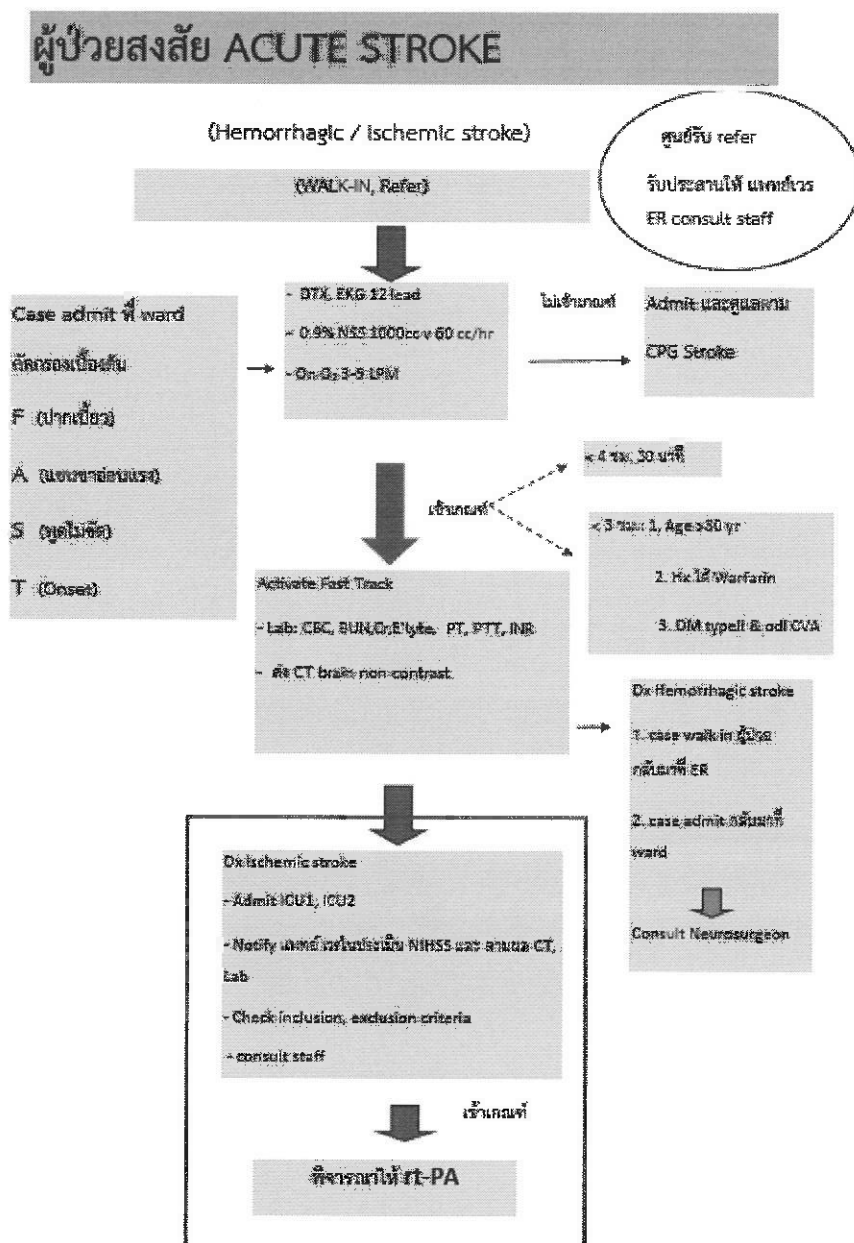 ผู้ป่วยสงสัย ACUTE STROKE
(Hemorrhagic / ischemic stroke)
(WALK-IN, Refer)
ศูนย์รับ refer
รับประสานให้ แพทย์เวร
ER consult staff
Case admit ที่ ward
คัดกรองเบื้องต้น
F (ปากเบี้ยว)
A (แขนขาอ่อนแรง)
S (พูดไม่ชัด)
T (Onset)
- DTX, EKG 12 lead
- 0.9% NSS 1000cc v 60 cc/hr
- On O₂ 3-5 LPM
ไม่เข้าเกณฑ์
Admit และดูแลตาม
CPG Stroke
เข้าเกณฑ์
< 4 ชม. 30 นาที
< 3 ชม: 1, Age >80 yr
2. Hx ได้ Warfarin
3. DM typeII & odl CVA
Activate Fast Track
- Lab: CBC, BUN,Cr,E'lyte, PT, PTT, INR
- ส่ง CT brain non-contrast
Dx Hemorrhagic stroke
1. case walk in ผู้ป่วย
กลับมาที่ ER
2. case admit กลับมาที่
ward
Consult Neurosurgeon
Dx ischemic stroke
- Admit ICU1, ICU2
- Notify แพทย์ ประเมิน NIHSS และ ตามผล CT,
Lab
- Check inclusion, exclusion criteria
- consult staff
เข้าเกณฑ์
พิจารณาให้ rt-PA